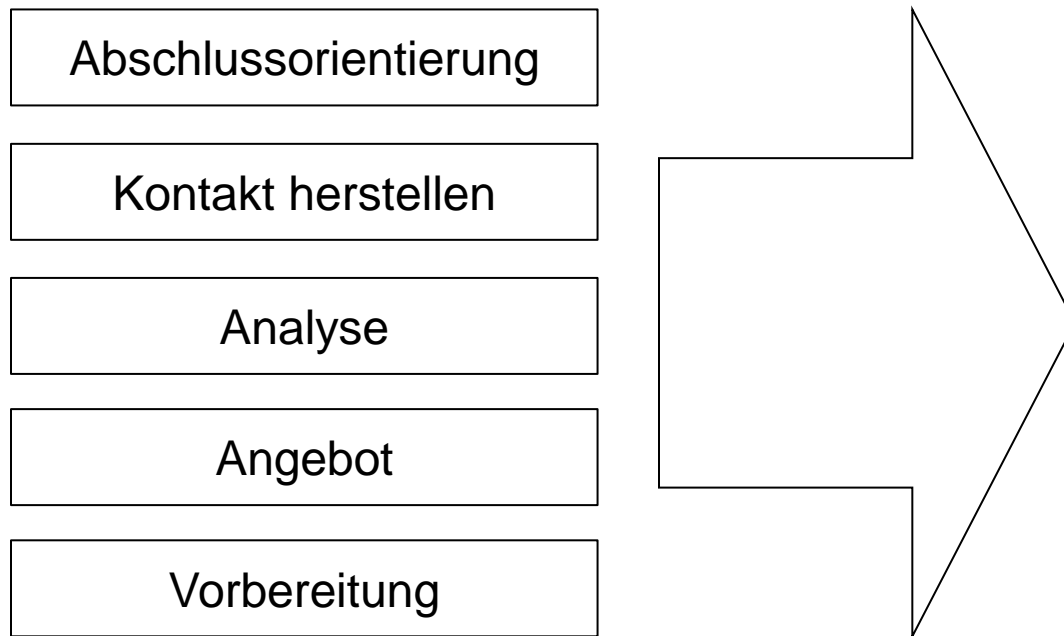 Abschlussorientierung
Kontakt herstellen
Analyse
Angebot
Vorbereitung